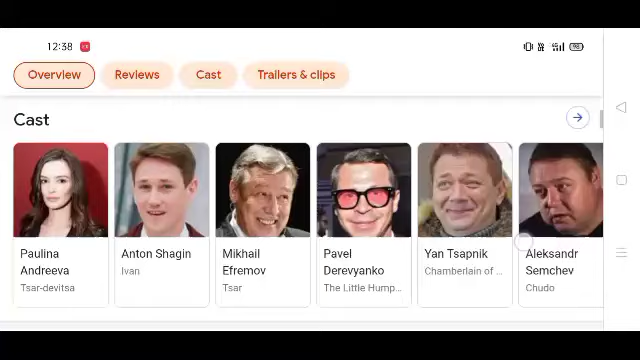 12:38
Overview
Reviews
Cast
Trailers & clips
Cast
Paulina
Andreeva
Tsar-devitsa
Anton Shagin
Ivan
Mikhail
Efremov
Tsar
Pavel
Derevyanko
The Little Hump...
Yan Tsapnik
Chamberlain of ...
Aleksandr
Semchev
Chudo